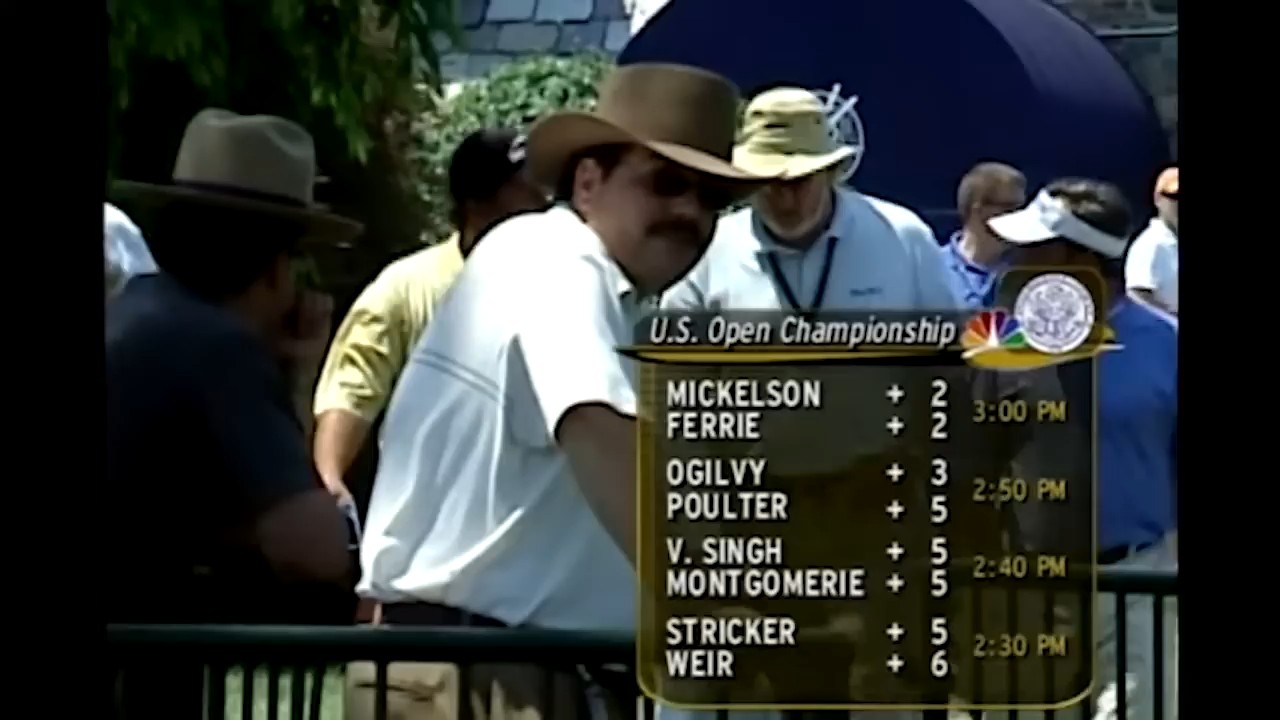 U.S. Open Championship
MICKELSON + 2
FERRIE + 2
3:00 PM
OGILVY + 3
POULTER + 5
2:50 PM
V. SINGH + 5
MONTGOMERIE + 5
2:40 PM
STRICKER + 5
WEIR + 6
2:30 PM